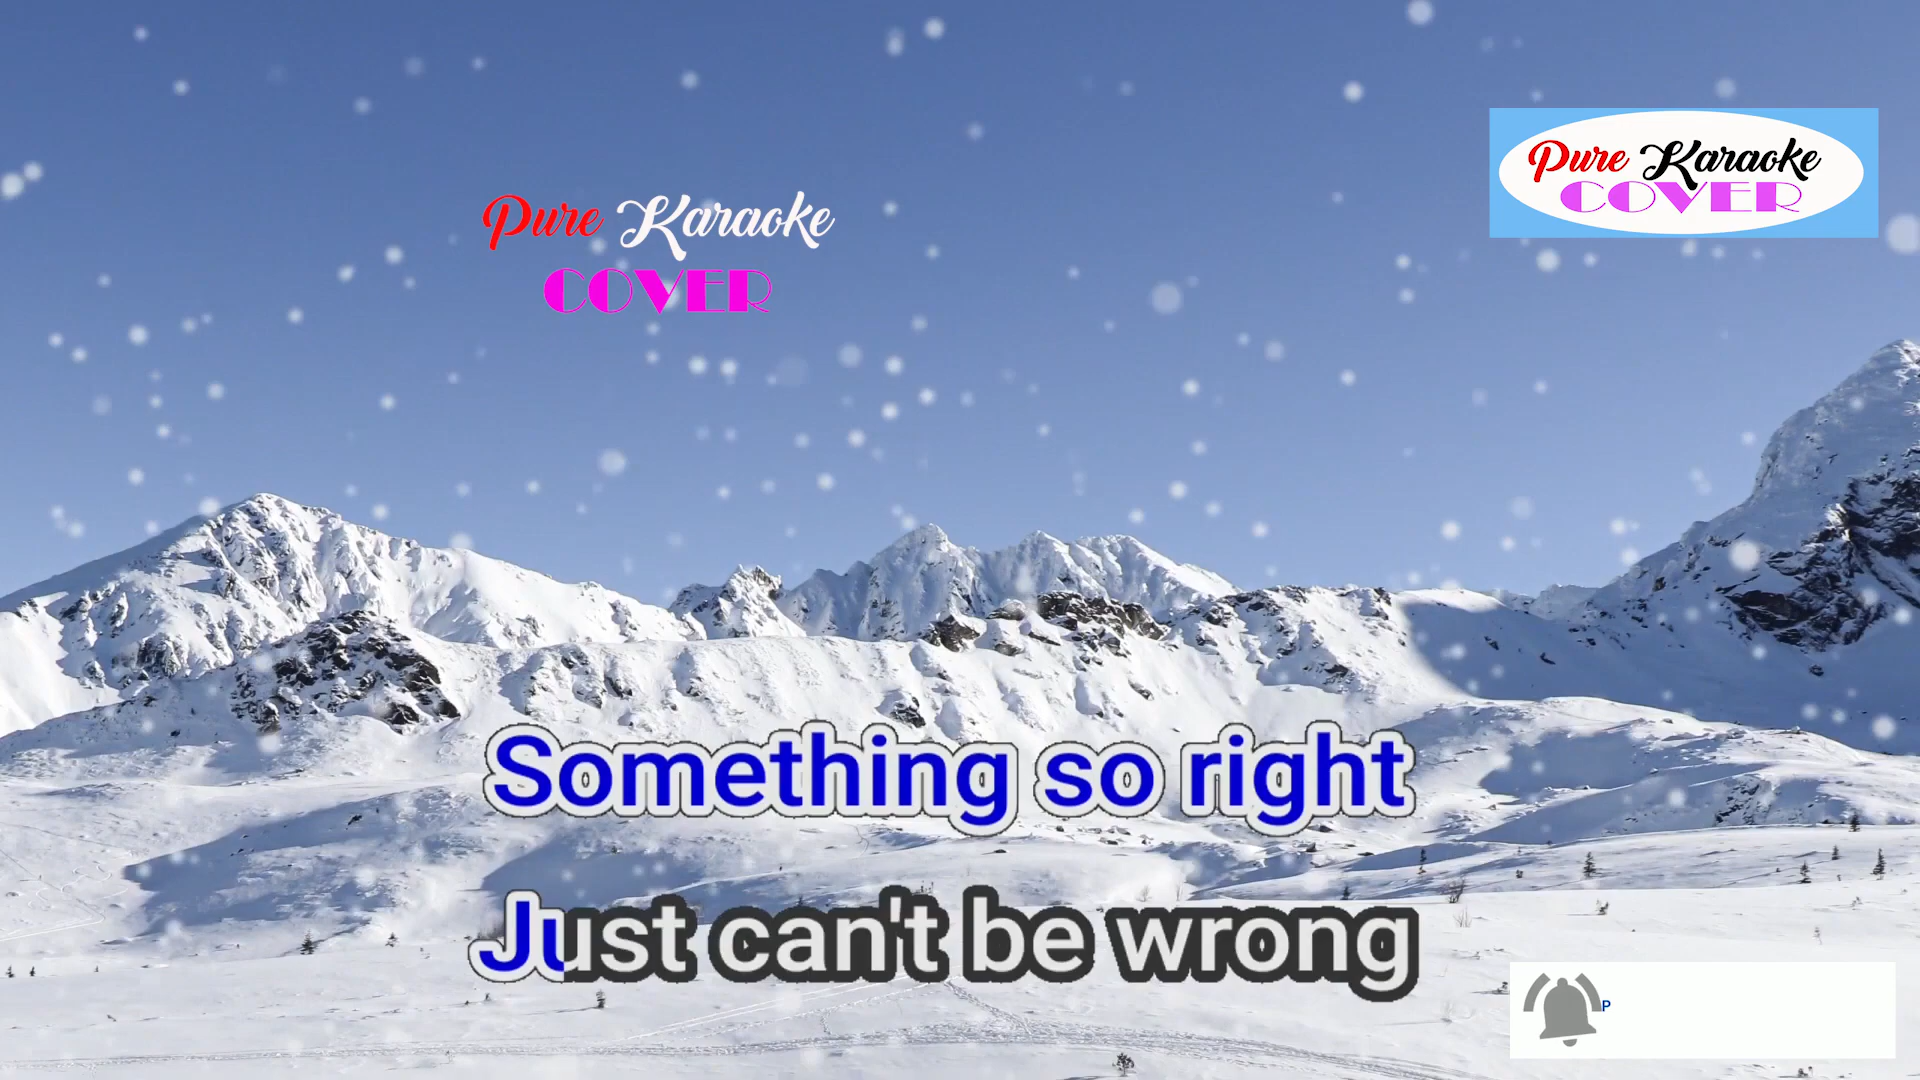 Pure Karaoke
COVER
Pure Karaoke
COVER
Something so right
Just can't be wrong
P